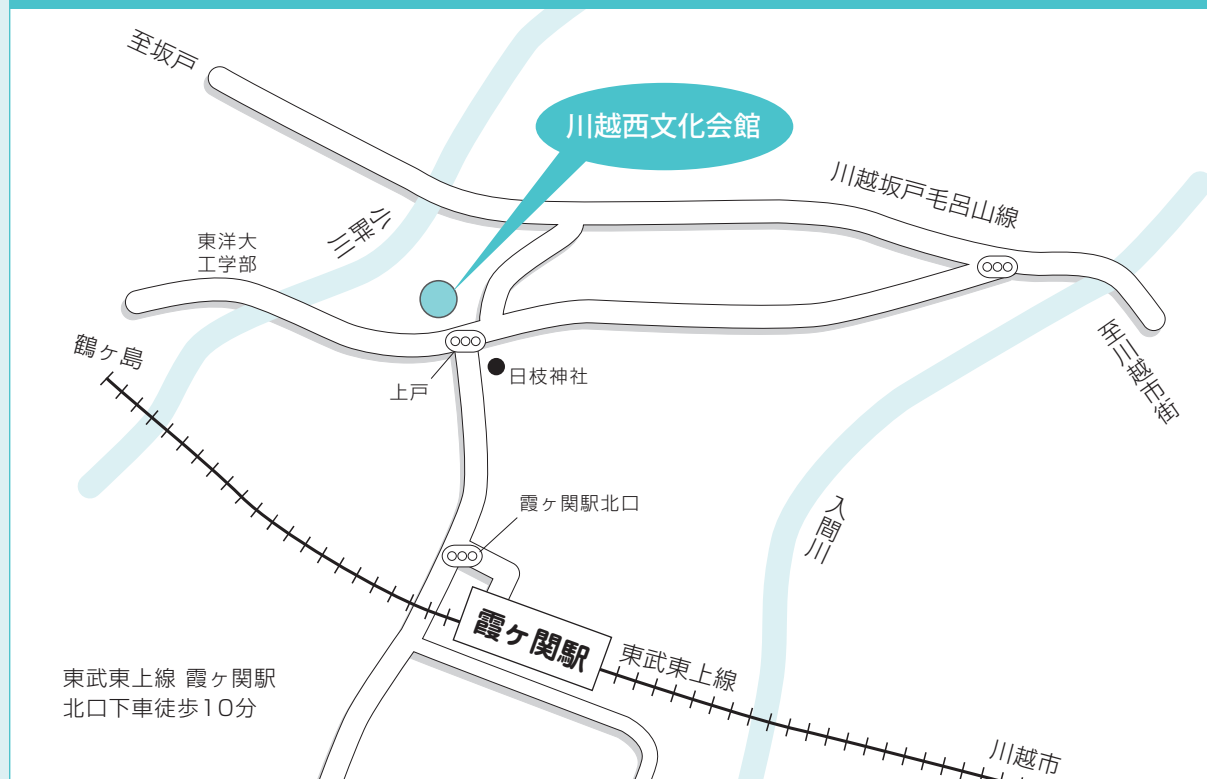 至坂戸
川越西文化会館
川越坂戸毛呂山線
小畔川
東洋大
工学部
鶴ヶ島
至川越市街
上戸
日枝神社
霞ヶ関駅北口
入間川
霞ヶ関駅
東武東上線
東武東上線 霞ヶ関駅
北口下車徒歩10分
川越市